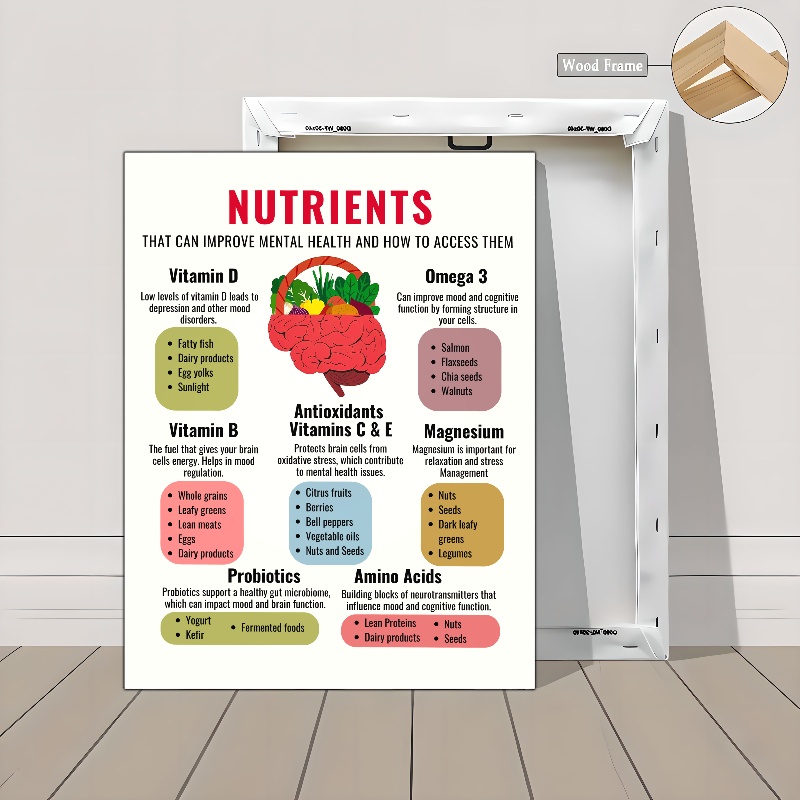 Wood Frame
NUTRIENTS
THAT CAN IMPROVE MENTAL HEALTH AND HOW TO ACCESS THEM
Vitamin D
Low levels of vitamin D leads to
depression and other mood
disorders.
• Fatty fish
• Dairy products
• Egg yolks
• Sunlight
Omega 3
Can improve mood and cognitive
function by forming structure in
your cells.
• Salmon
• Flaxseeds
• Chia seeds
• Walnuts
Vitamin B
The fuel that gives your brain
cells energy. Helps in mood
regulation.
• Whole grains
• Leafy greens
• Lean meats
• Eggs
• Dairy products
Antioxidants
Vitamins C & E
Protects brain cells from
oxidative stress, which contribute
to mental health issues.
• Citrus fruits
• Berries
• Bell peppers
• Vegetable oils
• Nuts and Seeds
Magnesium
Magnesium is important for
relaxation and stress
Management
• Nuts
• Seeds
• Dark leafy
greens
• Legumes
Probiotics
Probiotics support a healthy gut microbiome,
which can impact mood and brain function.
• Yogurt
• Kefir
• Fermented foods
Amino Acids
Building blocks of neurotransmitters that
influence mood and cognitive function.
• Lean Proteins
• Dairy products
• Nuts
• Seeds